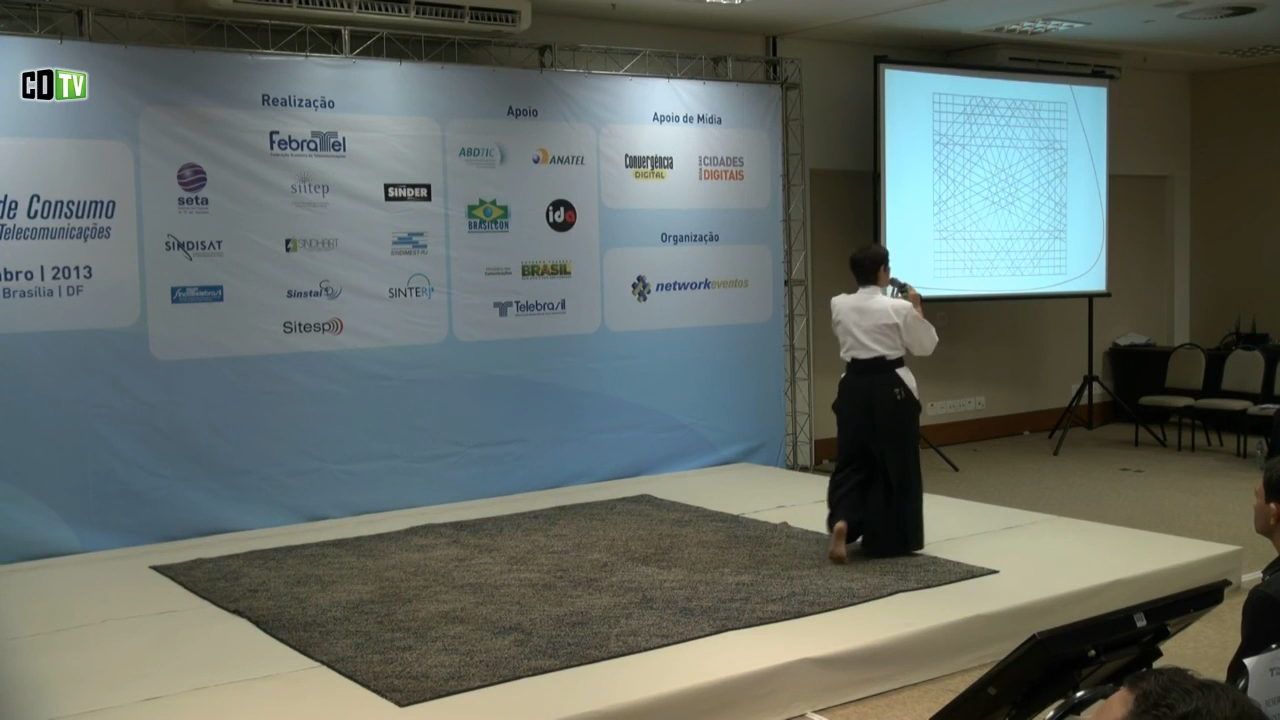 CDTV
de Consumo
Telecomunicações
bro | 2013
Brasília | DF
Realização
Febratel
seta
siitep
SINDER
SINDISAT
Sinstal
SINTERJ
Sitesp
Apoio
ABDTIC
ANATEL
BRASILCON
ida
BRASIL
Telebrasil
Apoio de Mídia
Convergência
DIGITAL
CIDADES
DIGITAIS
Organização
networkeventos